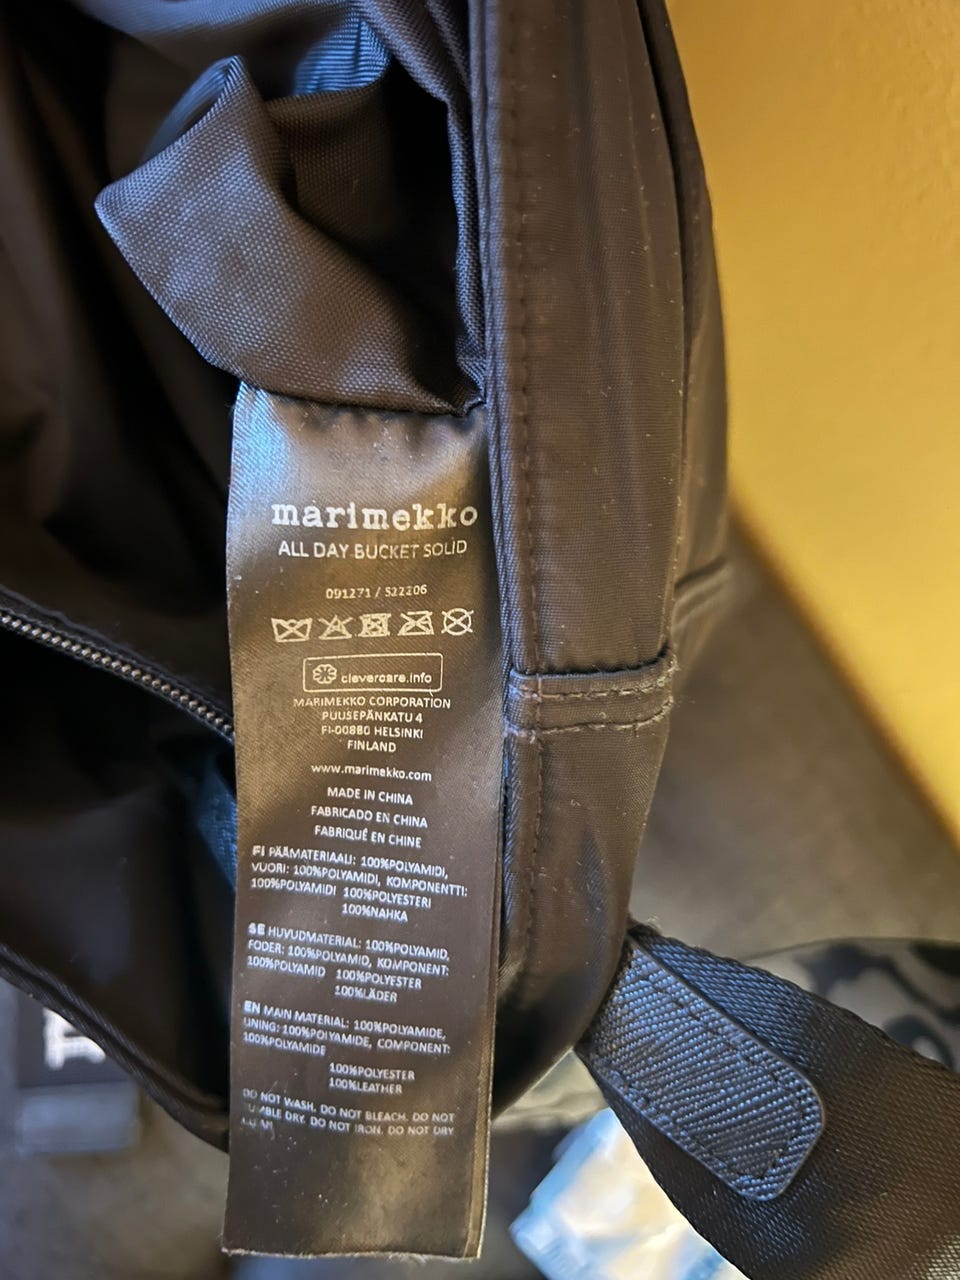 marimekko
ALL DAY BUCKET SOLID
091271 / 522206
clevercare.info
MARIMEKKO CORPORATION
PUUSEPÄNKATU 4
FI-00880 HELSINKI
FINLAND
www.marimekko.com
MADE IN CHINA
FABRICADO EN CHINA
FABRIQUÉ EN CHINE
FI PÄÄMATERIAALI: 100%POLYAMIDI,
VUORI: 100%POLYAMIDI, KOMPONENTTI:
100%POLYAMIDI 100%POLYESTERI
100%NAHKA
SE HUVUDMATERIAL: 100%POLYAMID,
FODER: 100%POLYAMID, KOMPONENT:
100%POLYAMID 100%POLYESTER
100%LÄDER
EN MAIN MATERIAL: 100%POLYAMIDE,
LINING: 100%POLYAMIDE, COMPONENT:
100%POLYAMIDE
100%POLYESTER
100%LEATHER
DO NOT WASH. DO NOT BLEACH. DO NOT
TUMBLE DRY. DO NOT IRON. DO NOT DRY